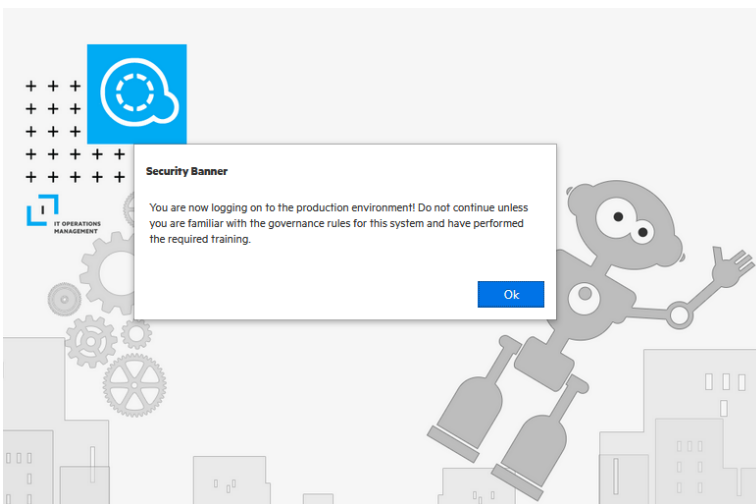 Security Banner
You are now logging on to the production environment! Do not continue unless
you are familiar with the governance rules for this system and have performed
the required training.
Ok
IT OPERATIONS
MANAGEMENT